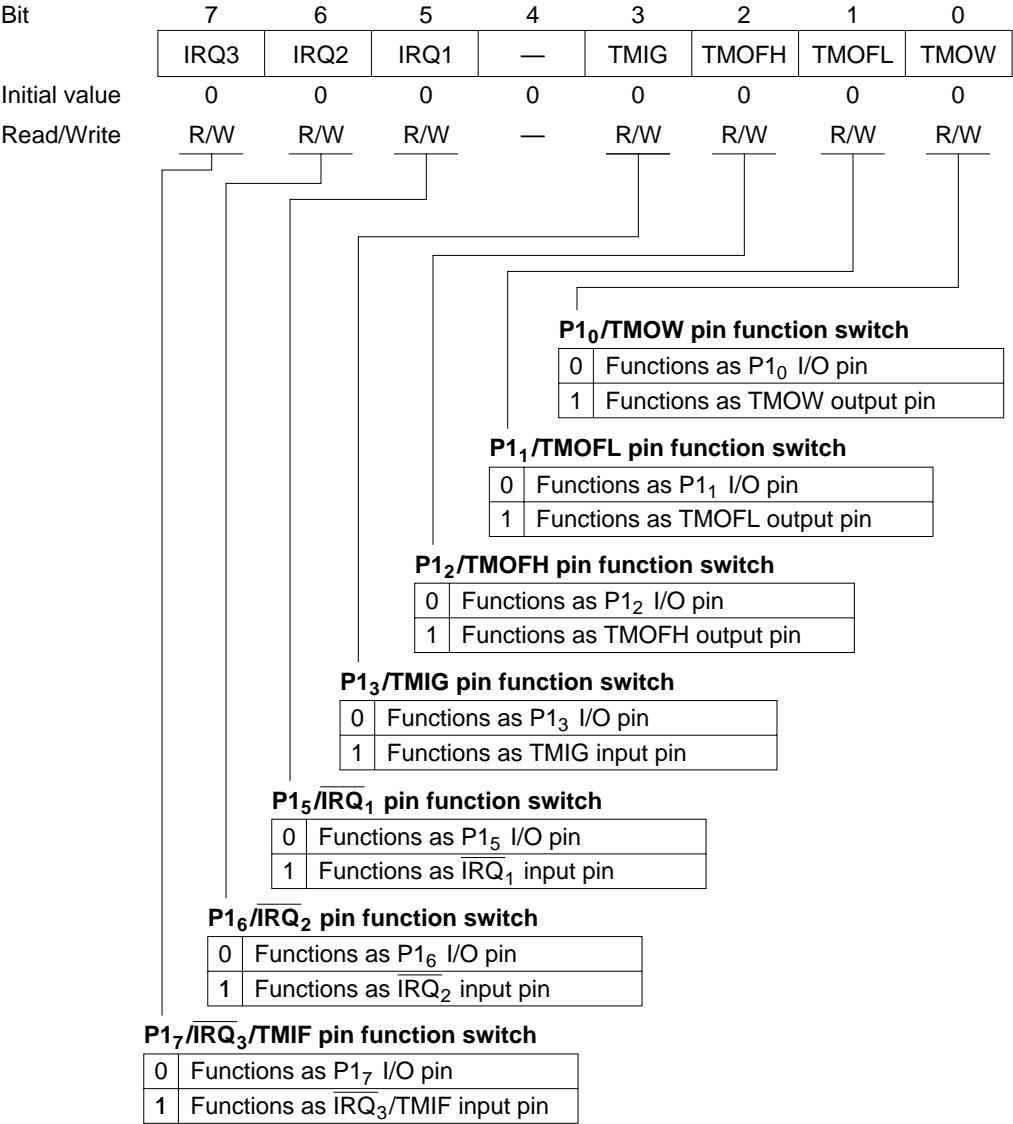 Bit 7 6 5 4 3 2 1 0
IRQ3 IRQ2 IRQ1 — TMIG TMOFH TMOFL TMOW
Initial value 0 0 0 0 0 0 0 0
Read/Write R/W R/W R/W — R/W R/W R/W R/W
P1₀/TMOW pin function switch
0 Functions as P1₀ I/O pin
1 Functions as TMOW output pin
P1₁/TMOFL pin function switch
0 Functions as P1₁ I/O pin
1 Functions as TMOFL output pin
P1₂/TMOFH pin function switch
0 Functions as P1₂ I/O pin
1 Functions as TMOFH output pin
P1₃/TMIG pin function switch
0 Functions as P1₃ I/O pin
1 Functions as TMIG input pin
P1₅/I̅R̅Q̅₁ pin function switch
0 Functions as P1₅ I/O pin
1 Functions as I̅R̅Q̅₁ input pin
P1₆/I̅R̅Q̅₂ pin function switch
0 Functions as P1₆ I/O pin
1 Functions as I̅R̅Q̅₂ input pin
P1₇/I̅R̅Q̅₃/TMIF pin function switch
0 Functions as P1₇ I/O pin
1 Functions as I̅R̅Q̅₃/TMIF input pin